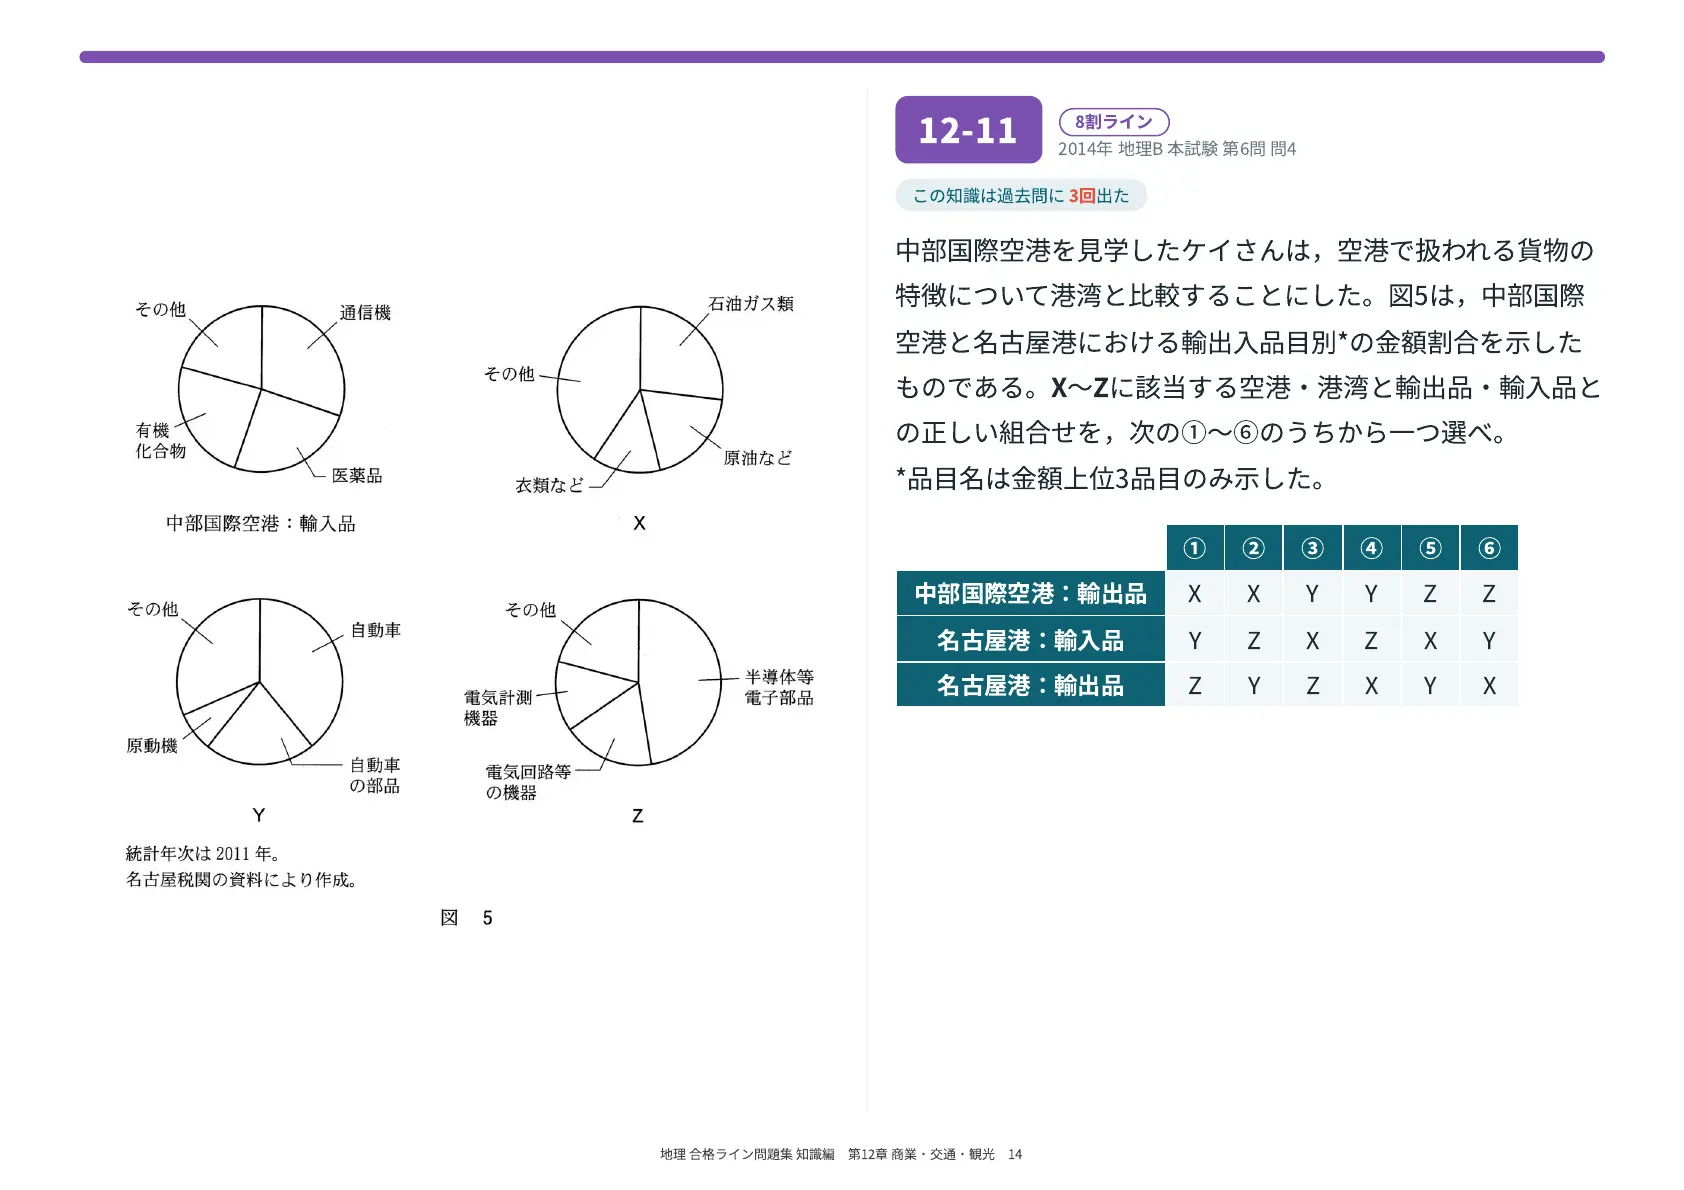 その他
通信機
有機
化合物
医薬品
中部国際空港：輸入品
石油ガス類
その他
原油など
衣類など
X
その他
自動車
原動機
自動車
の部品
Y
その他
半導体等
電子部品
電気計測
機器
電気回路等
の機器
Z
統計年次は 2011 年。
名古屋税関の資料により作成。
図 5
12-11
8割ライン
2014年 地理B 本試験 第6問 問4
この知識は過去問に 3回出た
中部国際空港を見学したケイさんは，空港で扱われる貨物の
特徴について港湾と比較することにした。図5は，中部国際
空港と名古屋港における輸出入品目別*の金額割合を示した
ものである。X〜Zに該当する空港・港湾と輸出品・輸入品と
の正しい組合せを，次の①〜⑥のうちから一つ選べ。
*品目名は金額上位3品目のみ示した。
① ② ③ ④ ⑤ ⑥
中部国際空港：輸出品 X X Y Y Z Z
名古屋港：輸入品 Y Z X Z X Y
名古屋港：輸出品 Z Y Z X Y X
地理 合格ライン問題集 知識編 第12章 商業・交通・観光 14